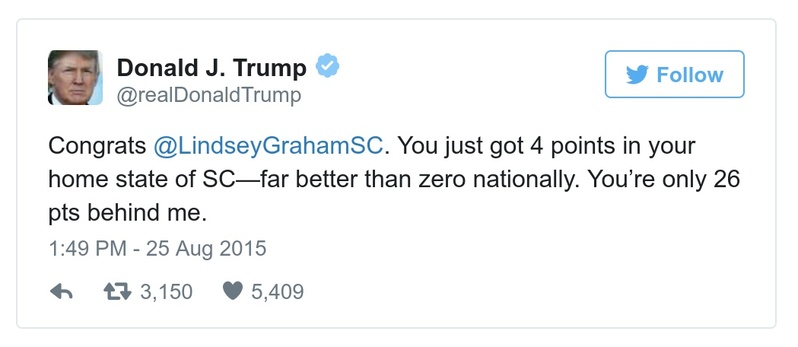 Donald J. Trump
@realDonaldTrump
Follow
Congrats @LindseyGrahamSC. You just got 4 points in your
home state of SC—far better than zero nationally. You’re only 26
pts behind me.
1:49 PM - 25 Aug 2015
3,150 5,409